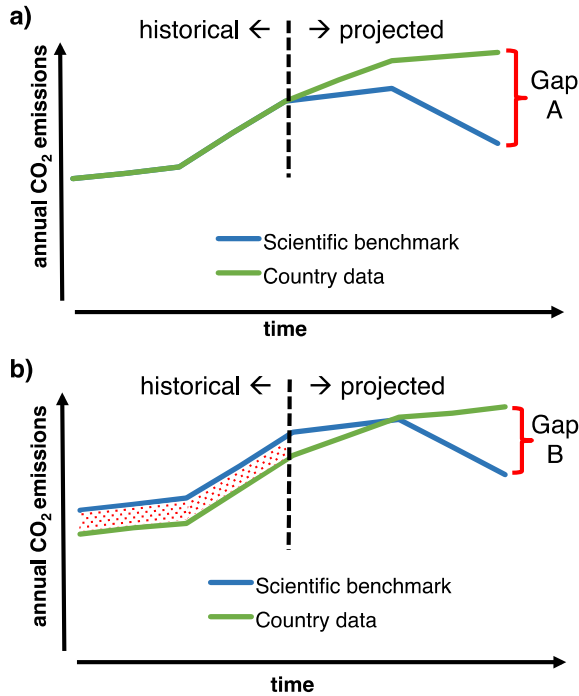 a)
historical ← → projected
annual CO₂ emissions
Gap
A
Scientific benchmark
Country data
time
b)
historical ← → projected
annual CO₂ emissions
Gap
B
Scientific benchmark
Country data
time